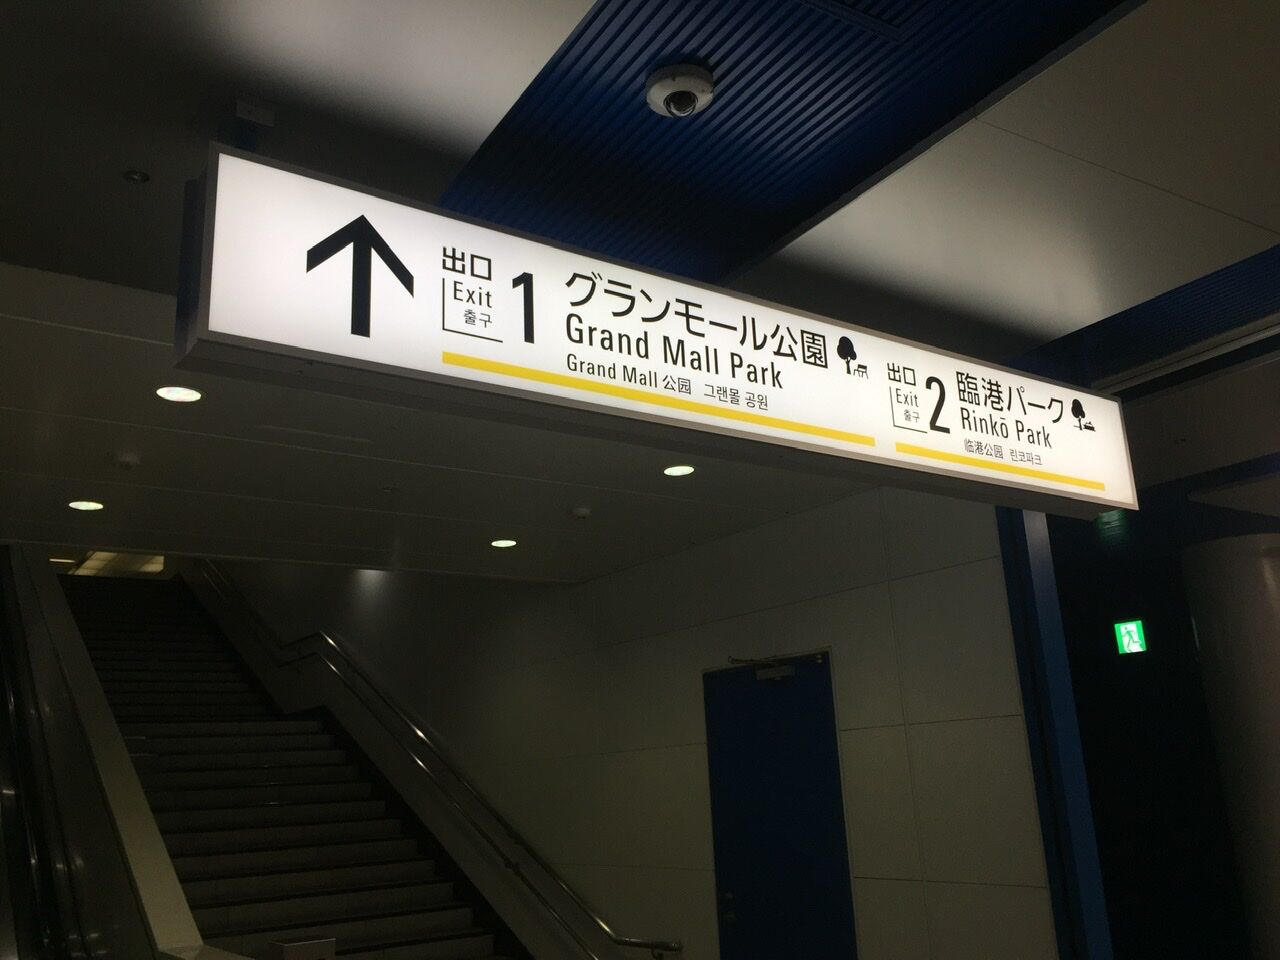 出口
Exit
출구
1
グランモール公園
Grand Mall Park
Grand Mall 公园 그랜몰 공원
出口
Exit
출구
2
臨港パーク
Rinkō Park
临港公园 린코파크